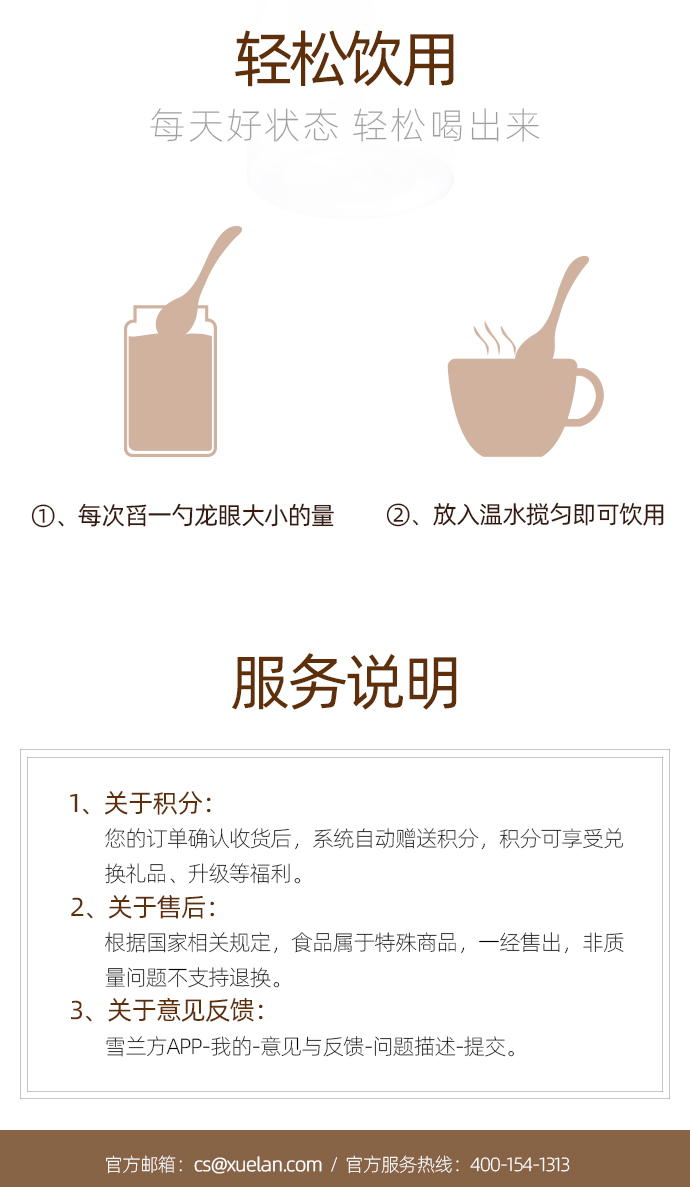 轻松饮用
每天好状态 轻松喝出来
①、每次舀一勺龙眼大小的量
②、放入温水搅匀即可饮用
服务说明
1、关于积分：
您的订单确认收货后，系统自动赠送积分，积分可享受兑
换礼品、升级等福利。
2、关于售后：
根据国家相关规定，食品属于特殊商品，一经售出，非质
量问题不支持退换。
3、关于意见反馈：
雪兰方APP-我的-意见与反馈-问题描述-提交。
官方邮箱：cs@xuelan.com / 官方服务热线：400-154-1313